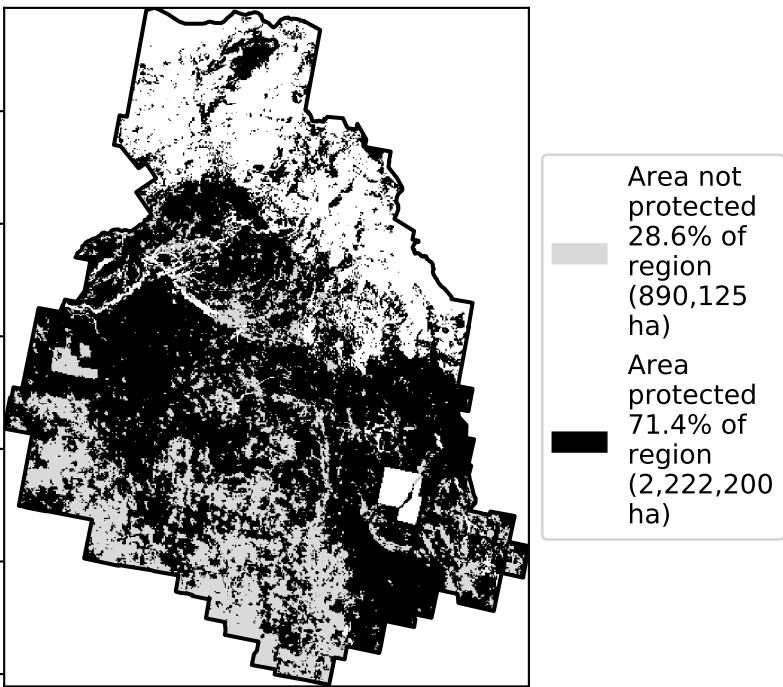 Area not
protected
28.6% of
region
(890,125
ha)
Area
protected
71.4% of
region
(2,222,200
ha)